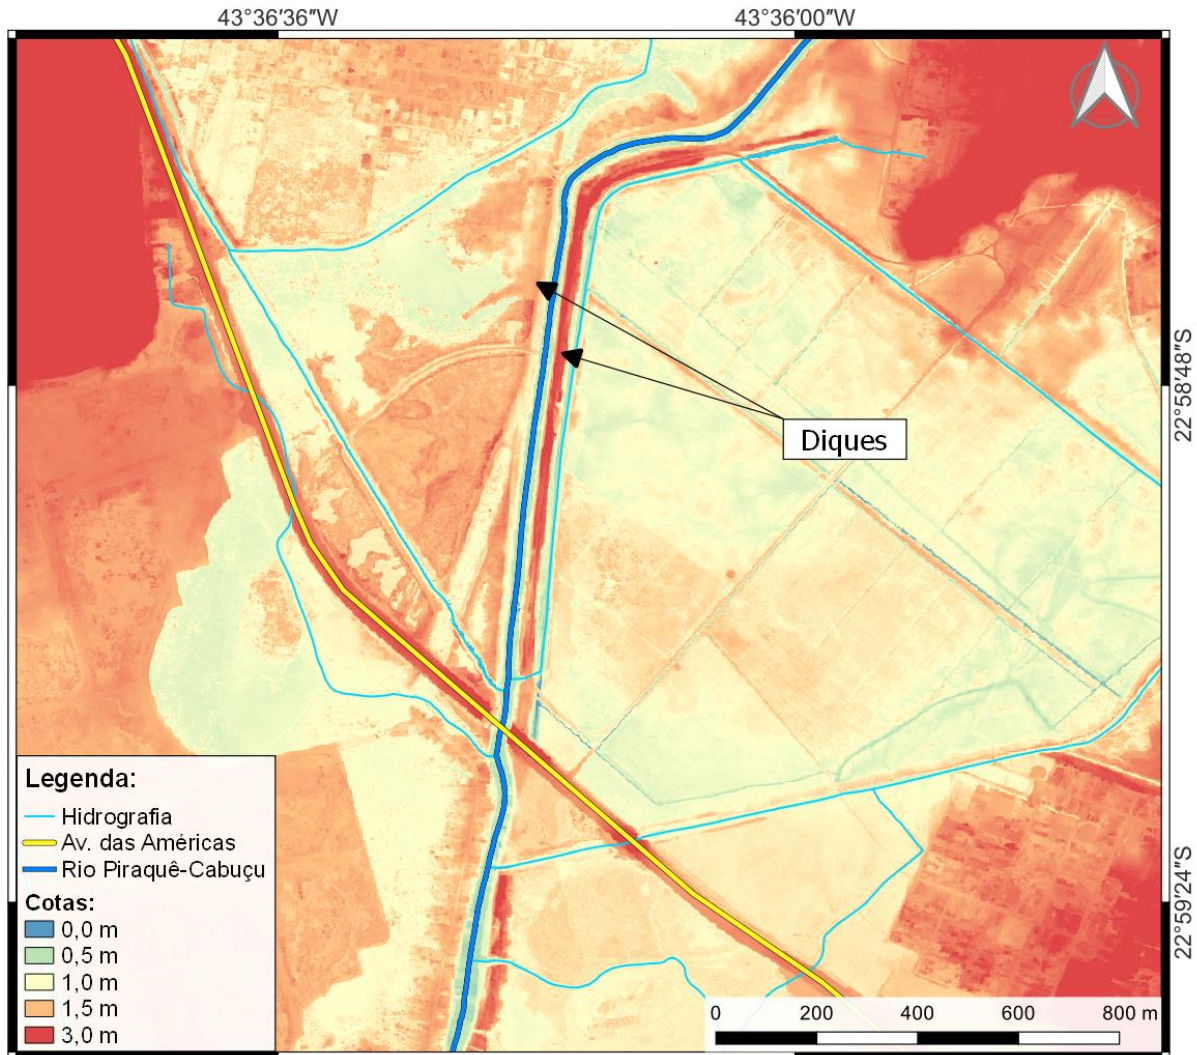 43°36′36″W
43°36′00″W
22°58′48″S
Diques
22°59′24″S
Legenda:
Hidrografia
Av. das Américas
Rio Piraquê-Cabuçu
Cotas:
0,0 m
0,5 m
1,0 m
1,5 m
3,0 m
0 200 400 600 800 m